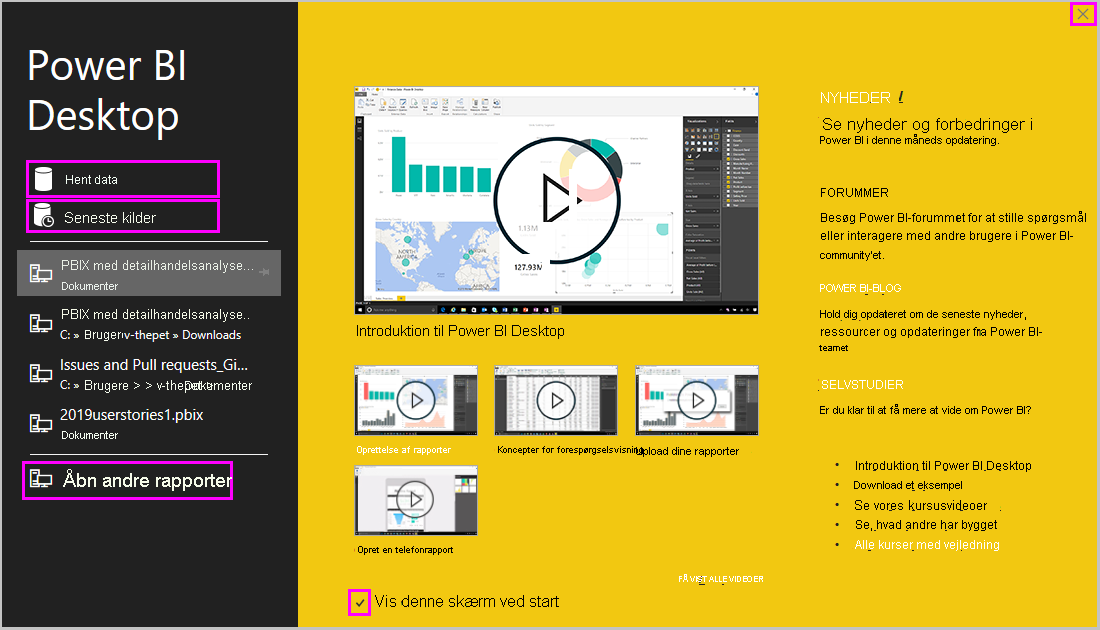 Power BI
Desktop
Hent data
Seneste kilder
PBIX med detailhandelsanalyse...
Dokumenter
PBIX med detailhandelsanalyse..
C: » Brugerev-thepet » Downloads
Issues and Pull requests_Gi...
C: » Brugere > > v-thepet Dokumenter
2019userstories1.pbix
Dokumenter
Åbn andre rapporter
1.13M
127.93M
Introduktion til Power BI Desktop
Oprettelse af rapporter
Koncepter for forespørgselsvisning
Upload dine rapporter
Opret en telefonrapport
FÅ VIST ALLE VIDEOER
Vis denne skærm ved start
NYHEDER
Se nyheder og forbedringer i
Power BI i denne måneds opdatering.
FORUMMER
Besøg Power BI-forummet for at stille spørgsmål
eller interagere med andre brugere i Power BI-
community'et.
POWER BI-BLOG
Hold dig opdateret om de seneste nyheder,
ressourcer og opdateringer fra Power BI-
teamet
SELVSTUDIER
Er du klar til at få mere at vide om Power BI?
• Introduktion til Power BI Desktop
• Download et eksempel
• Se vores kursusvideoer
• Se, hvad andre har bygget
• Alle kurser med vejledning